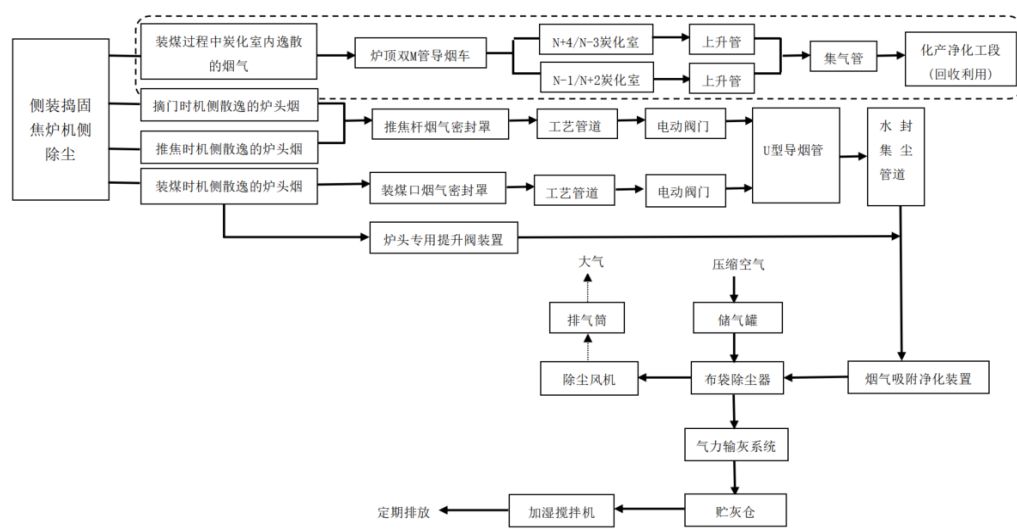 侧装捣固
焦炉机侧
除尘
装煤过程中炭化室内逸散
的烟气
炉顶双M管导烟车
N+4/N-3炭化室
上升管
N-1/N+2炭化室
上升管
集气管
化产净化工段
(回收利用)
摘门时机侧散逸的炉头烟
推焦时机侧散逸的炉头烟
推焦杆烟气密封罩
工艺管道
电动阀门
U型导烟管
水封
集尘
管道
装煤时机侧散逸的炉头烟
装煤口烟气密封罩
工艺管道
电动阀门
炉头专用提升阀装置
大气
压缩空气
排气筒
储气罐
除尘风机
布袋除尘器
烟气吸附净化装置
气力输灰系统
定期排放
加湿搅拌机
贮灰仓